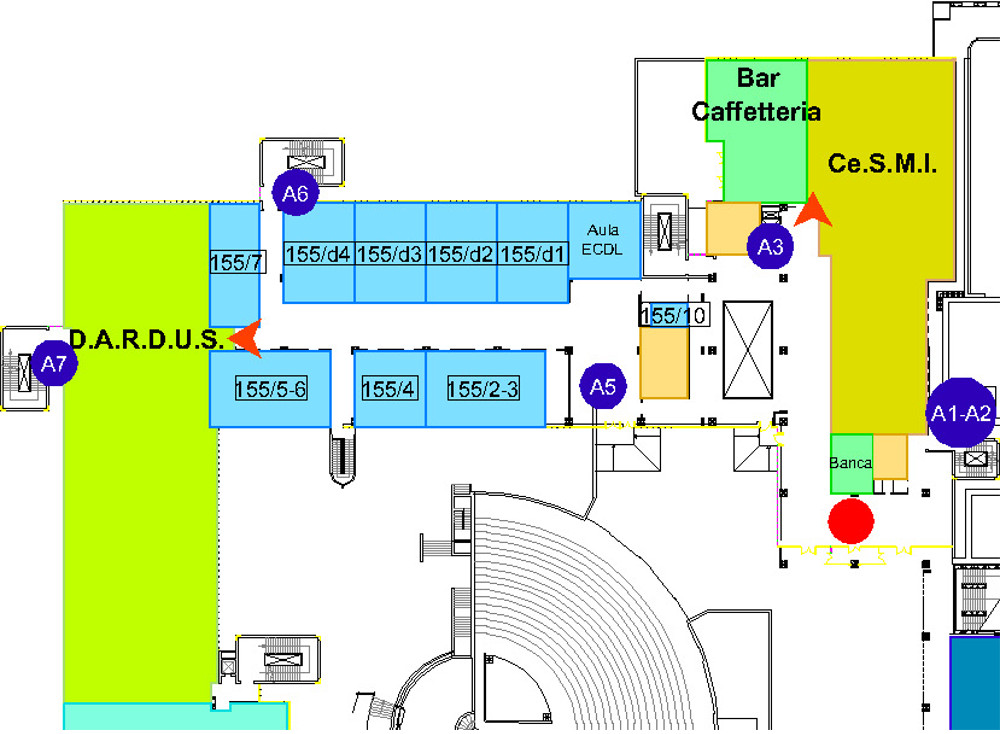 Bar
Caffetteria
Ce.S.M.I.
A6
A3
155/7
155/d4
155/d3
155/d2
155/d1
Aula
ECDL
155/10
D.A.R.D.U.S.
A7
155/5-6
155/4
155/2-3
A5
A1-A2
Banca